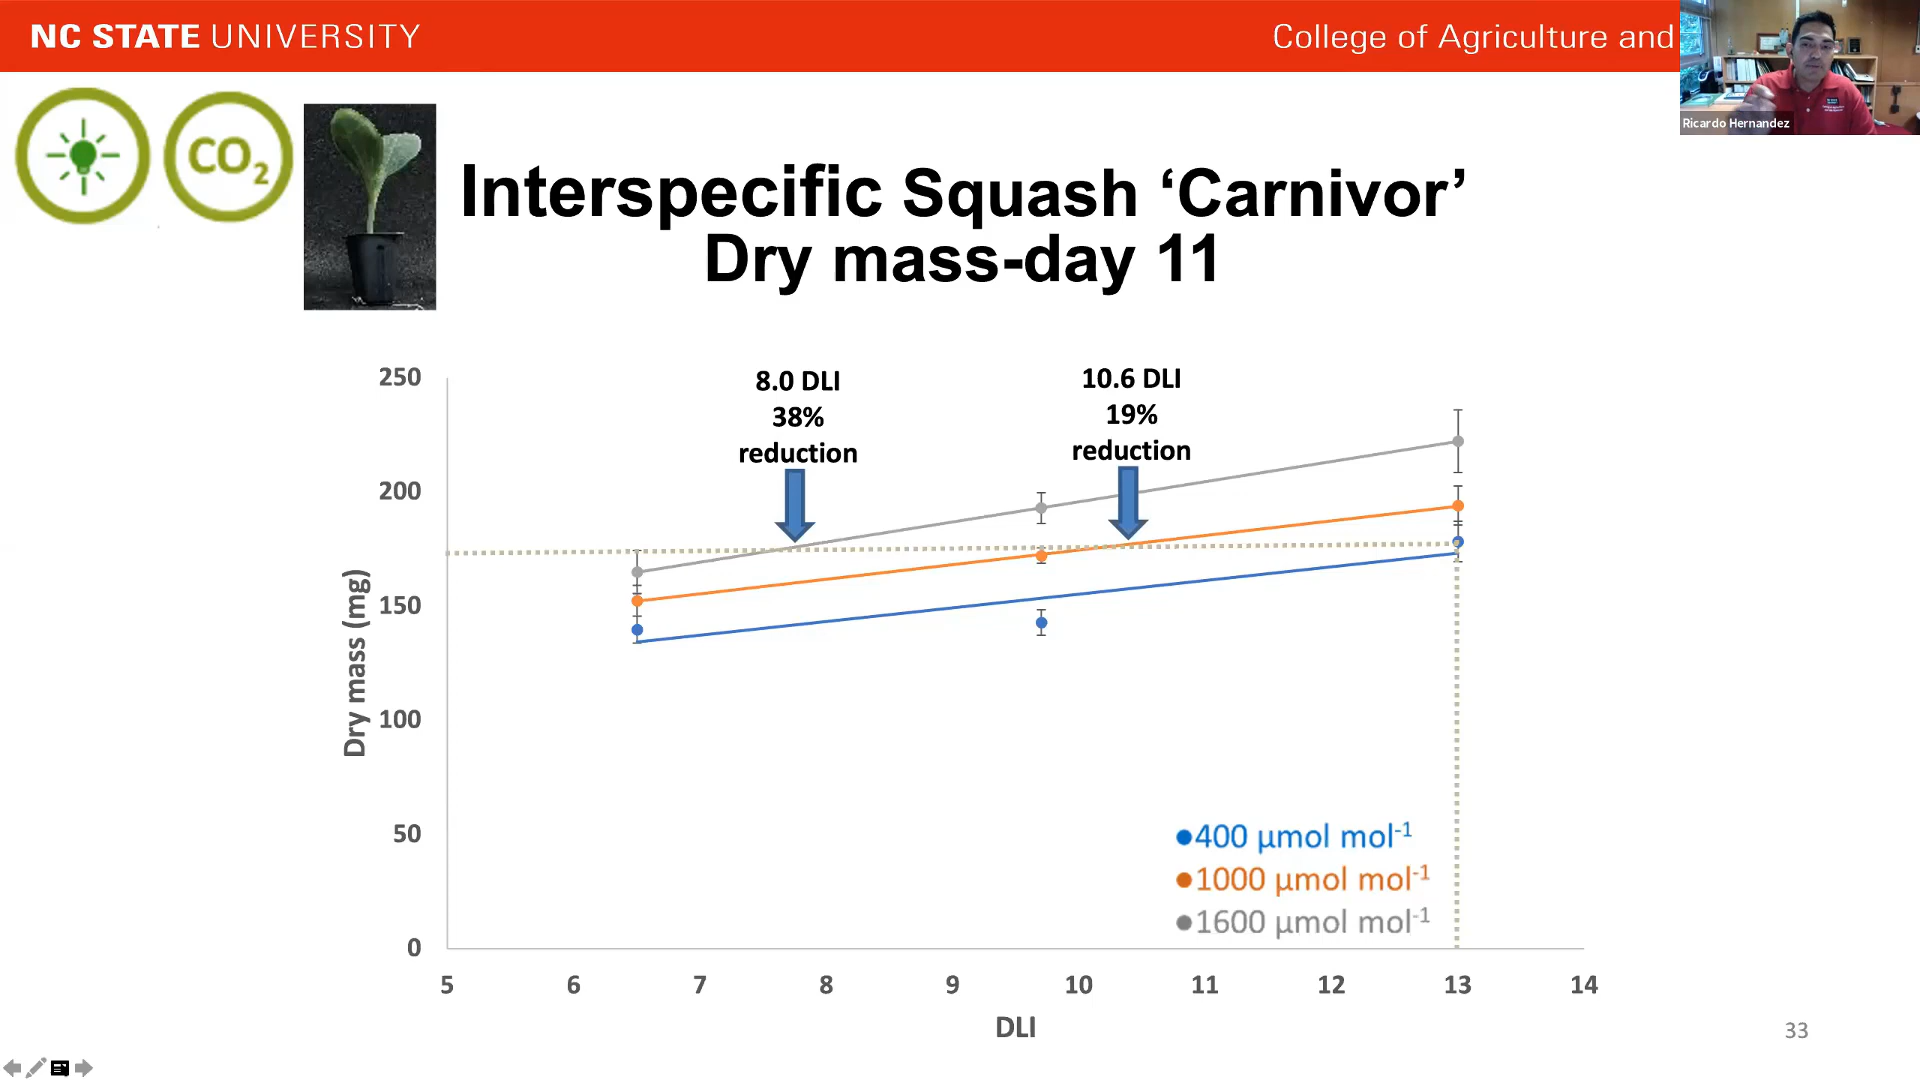 NC STATE UNIVERSITY
College of Agriculture and
Ricardo Hernandez
CO₂
Interspecific Squash ‘Carnivor’
Dry mass-day 11
8.0 DLI
38%
reduction
10.6 DLI
19%
reduction
250
200
150
100
50
0
Dry mass (mg)
400 µmol mol⁻¹
1000 µmol mol⁻¹
1600 µmol mol⁻¹
5 6 7 8 9 10 11 12 13 14
DLI
33